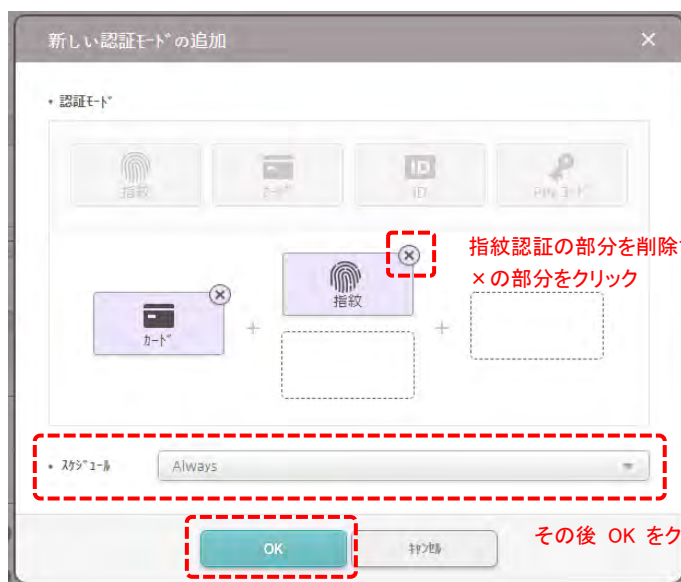 新しい認証ﾓｰﾄﾞの追加
• 認証ﾓｰﾄﾞ
指紋
ｶｰﾄﾞ
ID
ID
PIN ｺｰﾄﾞ
指紋認証の部分を削除
×の部分をクリック
指紋
ｶｰﾄﾞ
+
+
• ｽｹｼﾞｭｰﾙ
Always
OK
ｷｬﾝｾﾙ
その後 OK をク